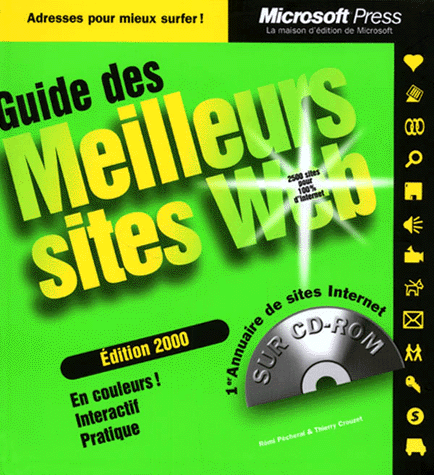 Adresses pour mieux surfer !
Microsoft Press
La maison d'édition de Microsoft
Guide des
Meilleurs
sites Web
2500 sites
pour
100%
d'internet...
1er Annuaire de sites Internet
SUR CD-ROM
Édition 2000
En couleurs !
Interactif
Pratique
Rémi Pécheral & Thierry Crouzet
$